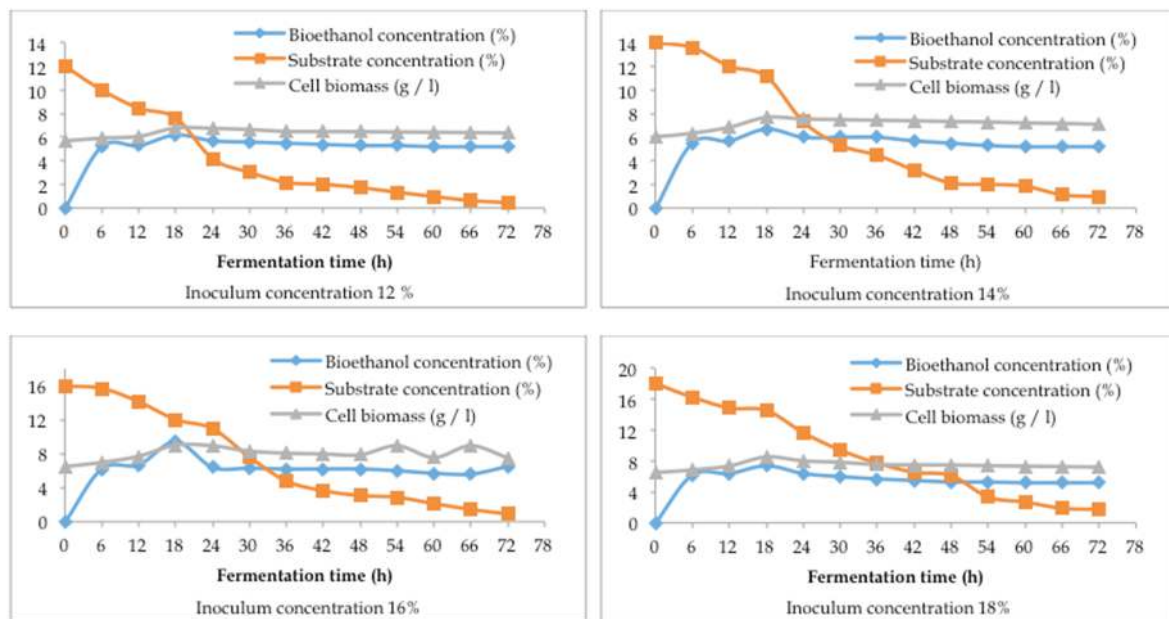 Bioethanol concentration (%)
Substrate concentration (%)
Cell biomass (g / l)
14
12
10
8
6
4
2
0
0 6 12 18 24 30 36 42 48 54 60 66 72 78
Fermentation time (h)
Inoculum concentration 12 %
Bioethanol concentration (%)
Substrate concentration (%)
Cell biomass (g / l)
14
12
10
8
6
4
2
0
0 6 12 18 24 30 36 42 48 54 60 66 72 78
Fermentation time (h)
Inoculum concentration 14%
Bioethanol concentration (%)
Substrate concentration (%)
Cell biomass (g / l)
16
12
8
4
0
0 6 12 18 24 30 36 42 48 54 60 66 72 78
Fermentation time (h)
Inoculum concentration 16%
Bioethanol concentration (%)
Substrate concentration (%)
Cell biomass (g / l)
20
16
12
8
4
0
0 6 12 18 24 30 36 42 48 54 60 66 72 78
Fermentation time (h)
Inoculum concentration 18%